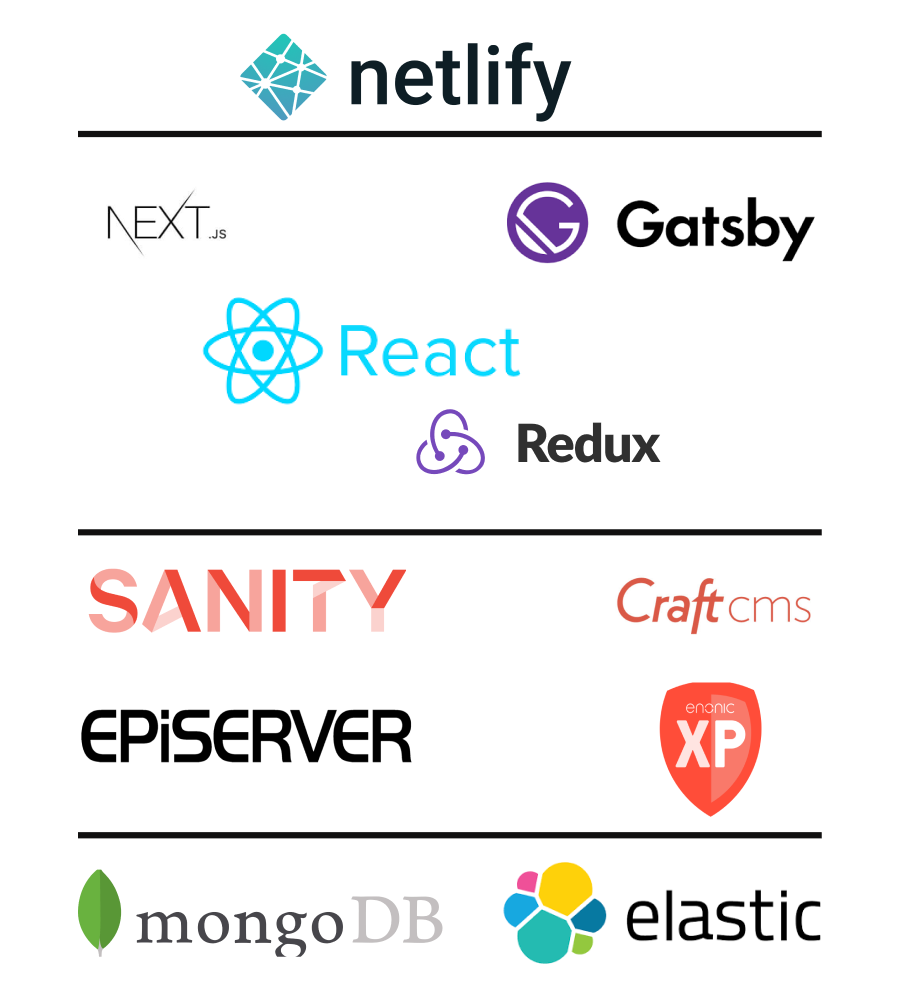 netlify
NEXT.JS
Gatsby
React
Redux
SANITY
Craft cms
EPiSERVER
enonic
XP
mongoDB
elastic